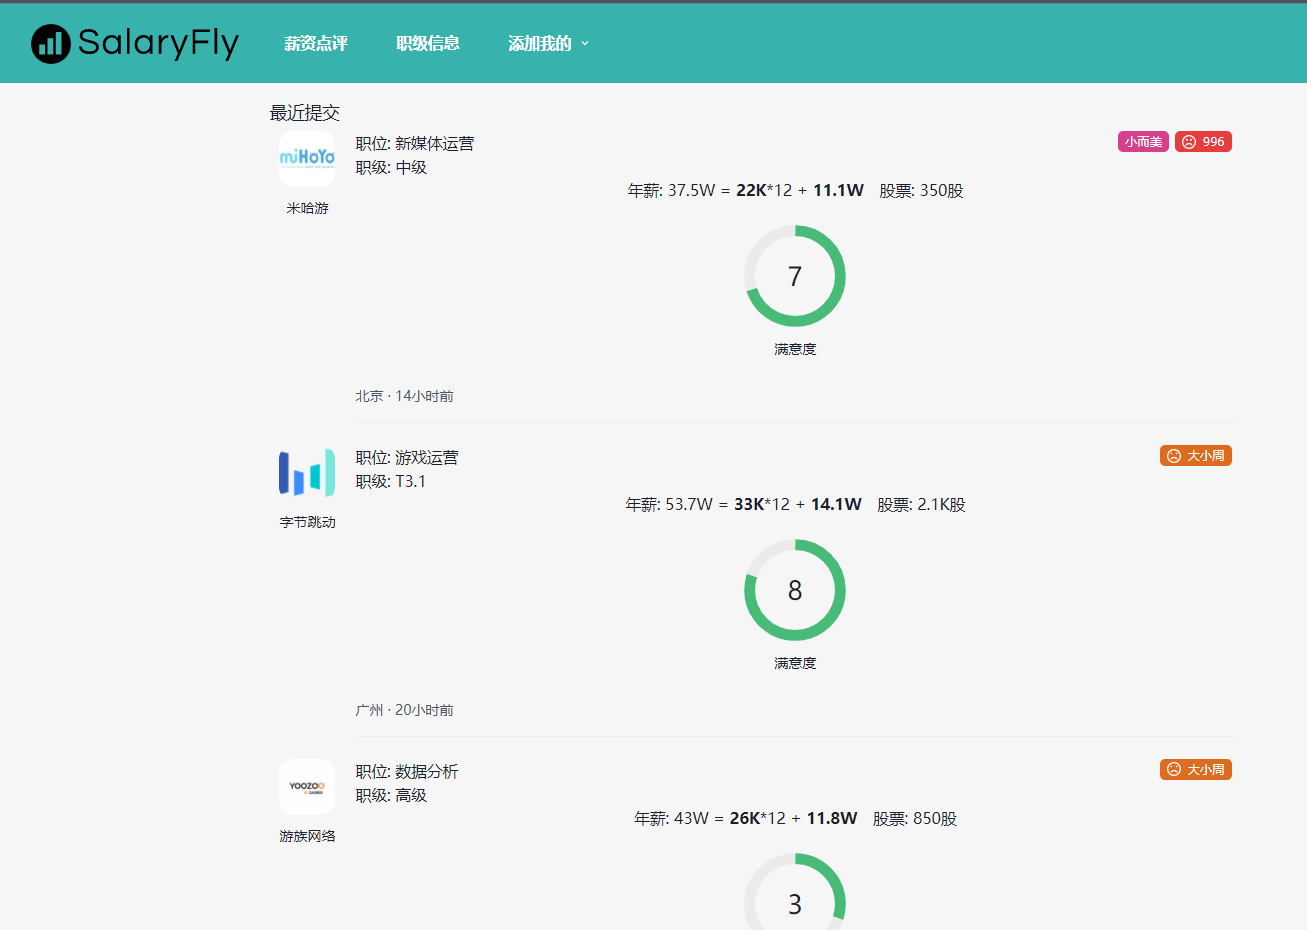 SalaryFly 薪资点评 职级信息 添加我的
最近提交
miHoYo
米哈游
职位: 新媒体运营
职级: 中级
小而美 996
年薪: 37.5W = 22K*12 + 11.1W 股票: 350股
7
满意度
北京 · 14小时前
字节跳动
职位: 游戏运营
职级: T3.1
大小周
年薪: 53.7W = 33K*12 + 14.1W 股票: 2.1K股
8
满意度
广州 · 20小时前
YOOZOO
GAMES
游族网络
职位: 数据分析
职级: 高级
大小周
年薪: 43W = 26K*12 + 11.8W 股票: 850股
3